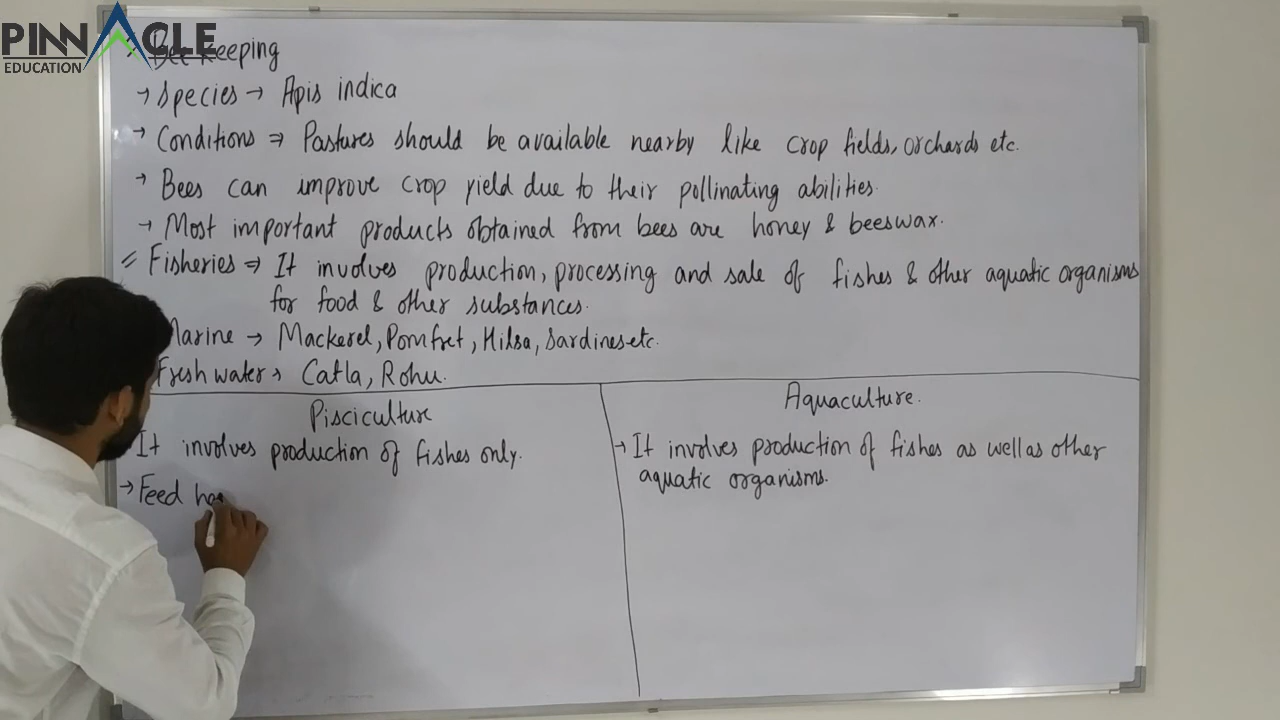 PINNACLE
EDUCATION
Bee Keeping
→ Species → Apis indica
→ Conditions ⇒ Pastures should be available nearby like crop fields, orchards etc.
→ Bees can improve crop yield due to their pollinating abilities.
→ Most important products obtained from bees are honey & beeswax.
Fisheries ⇒ It involves production, processing and sale of fishes & other aquatic organisms
for food & other substances.
Marine → Mackerel, Pomfret, Hilsa, Sardines etc.
Fresh water → Catla, Rohu.
Pisciculture
It involves production of fishes only.
→ Feed ha
Aquaculture.
→ It involves production of fishes as well as other
aquatic organisms.